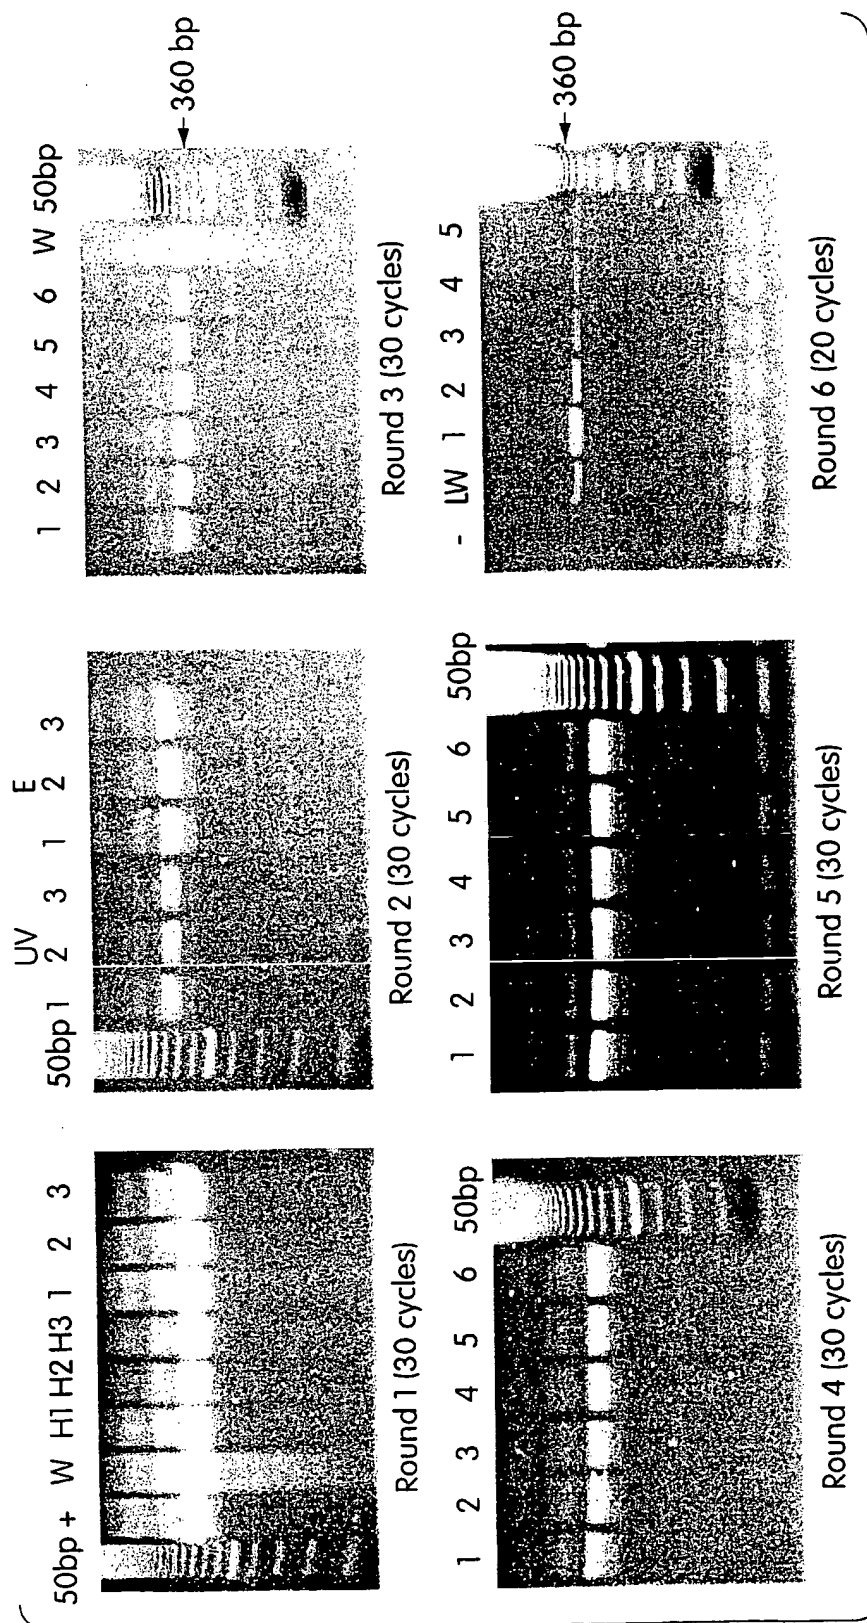 50bp + W H1 H2 H3 1 2 3
Round 1 (30 cycles)
UV E
50bp 1 2 3 1 2 3
Round 2 (30 cycles)
1 2 3 4 5 6 W 50bp
360 bp
Round 3 (30 cycles)
1 2 3 4 5 6 50bp
Round 4 (30 cycles)
1 2 3 4 5 6 50bp
Round 5 (30 cycles)
- LW 1 2 3 4 5
360 bp
Round 6 (20 cycles)